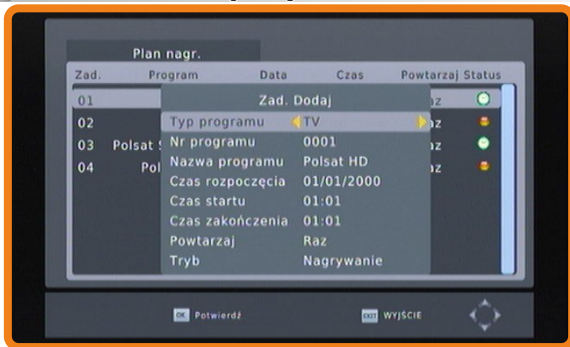 Plan nagr.
Zad. Program Data Czas Powtarzaj Status
01 az
02 az
03 Polsat az
04 Pol az
Zad. Dodaj
Typ programu TV
Nr programu 0001
Nazwa programu Polsat HD
Czas rozpoczęcia 01/01/2000
Czas startu 01:01
Czas zakończenia 01:01
Powtarzaj Raz
Tryb Nagrywanie
OK Potwierdź EXIT WYJŚCIE